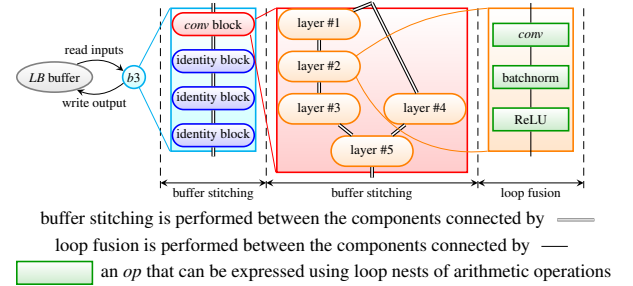 conv block
layer #1
read inputs
conv
identity block
layer #2
LB buffer
b3
batchnorm
identity block
layer #3
layer #4
write output
ReLU
identity block
layer #5
buffer stitching
buffer stitching
loop fusion
buffer stitching is performed between the components connected by
loop fusion is performed between the components connected by
an op that can be expressed using loop nests of arithmetic operations